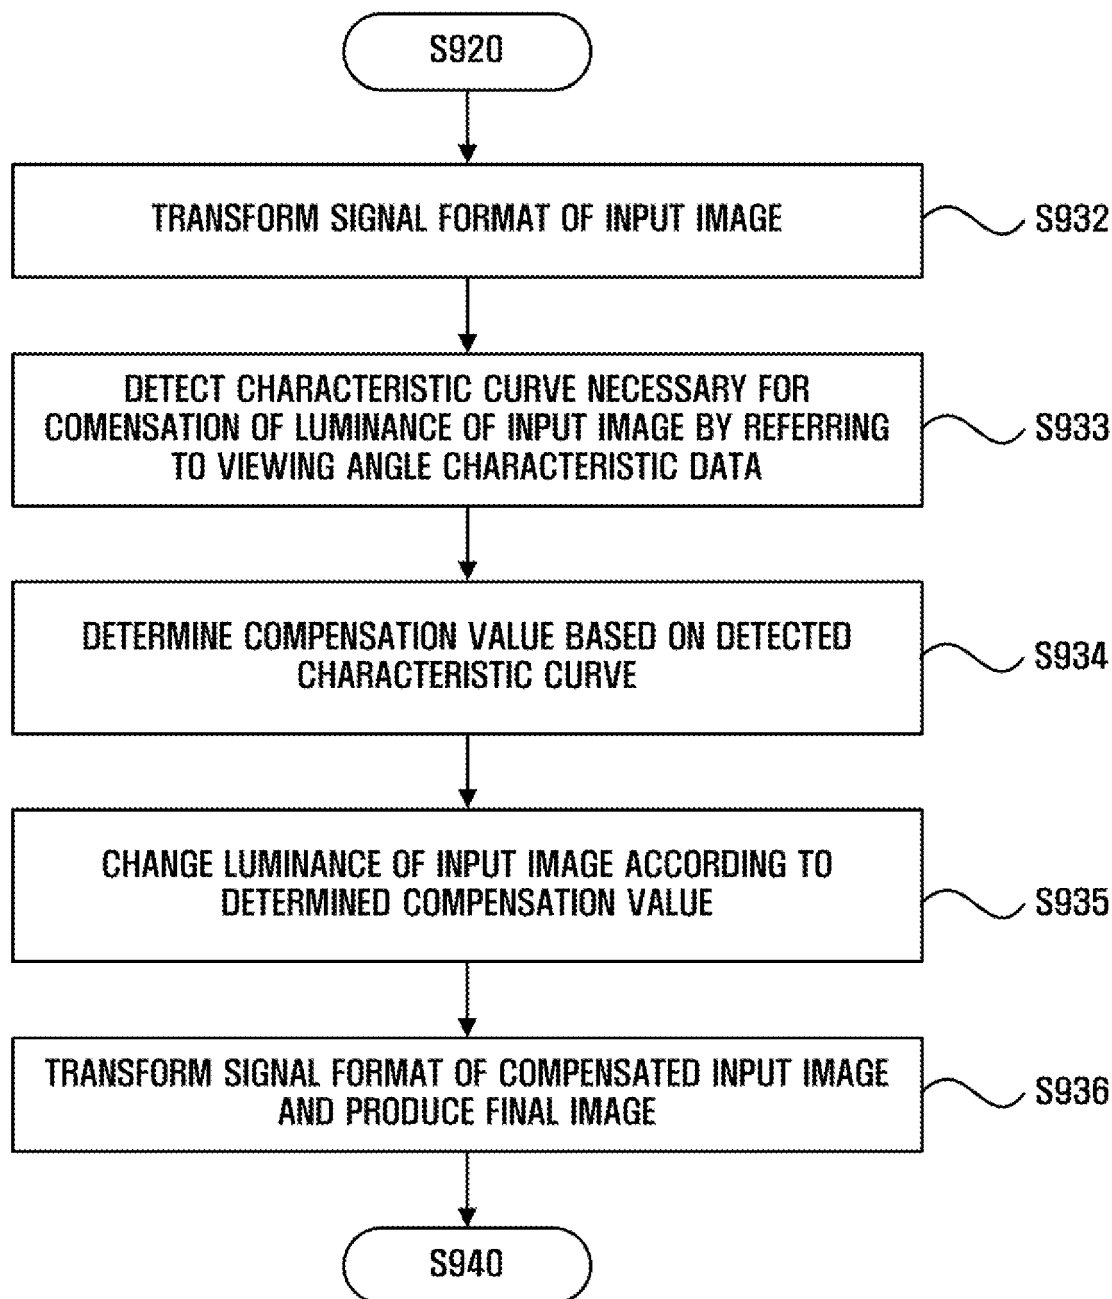 S920
TRANSFORM SIGNAL FORMAT OF INPUT IMAGE
S932
DETECT CHARACTERISTIC CURVE NECESSARY FOR
COMENSATION OF LUMINANCE OF INPUT IMAGE BY REFERRING
TO VIEWING ANGLE CHARACTERISTIC DATA
S933
DETERMINE COMPENSATION VALUE BASED ON DETECTED
CHARACTERISTIC CURVE
S934
CHANGE LUMINANCE OF INPUT IMAGE ACCORDING TO
DETERMINED COMPENSATION VALUE
S935
TRANSFORM SIGNAL FORMAT OF COMPENSATED INPUT IMAGE
AND PRODUCE FINAL IMAGE
S936
S940